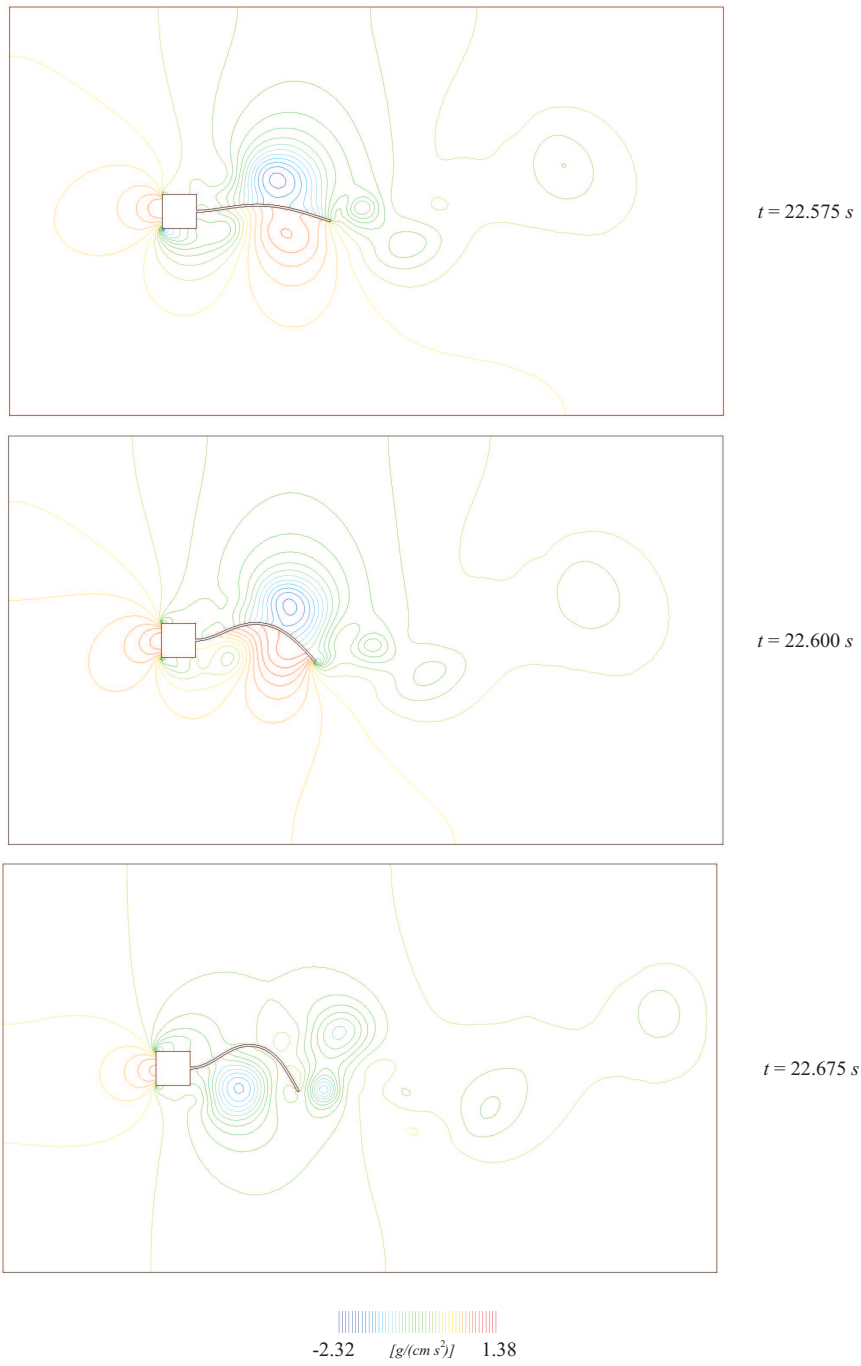 t = 22.575 s
t = 22.600 s
t = 22.675 s
-2.32 [g/(cm s²)] 1.38